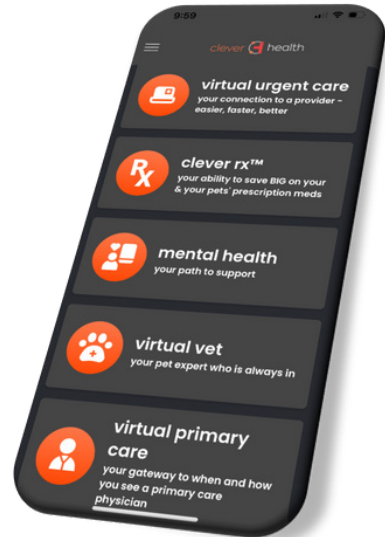 9:59
clever health
virtual urgent care
your connection to a provider -
easier, faster, better
Rx
clever rx™
your ability to save BIG on your
& your pets' prescription meds
mental health
your path to support
virtual vet
your pet expert who is always in
virtual primary
care
your gateway to when and how
you see a primary care
physician